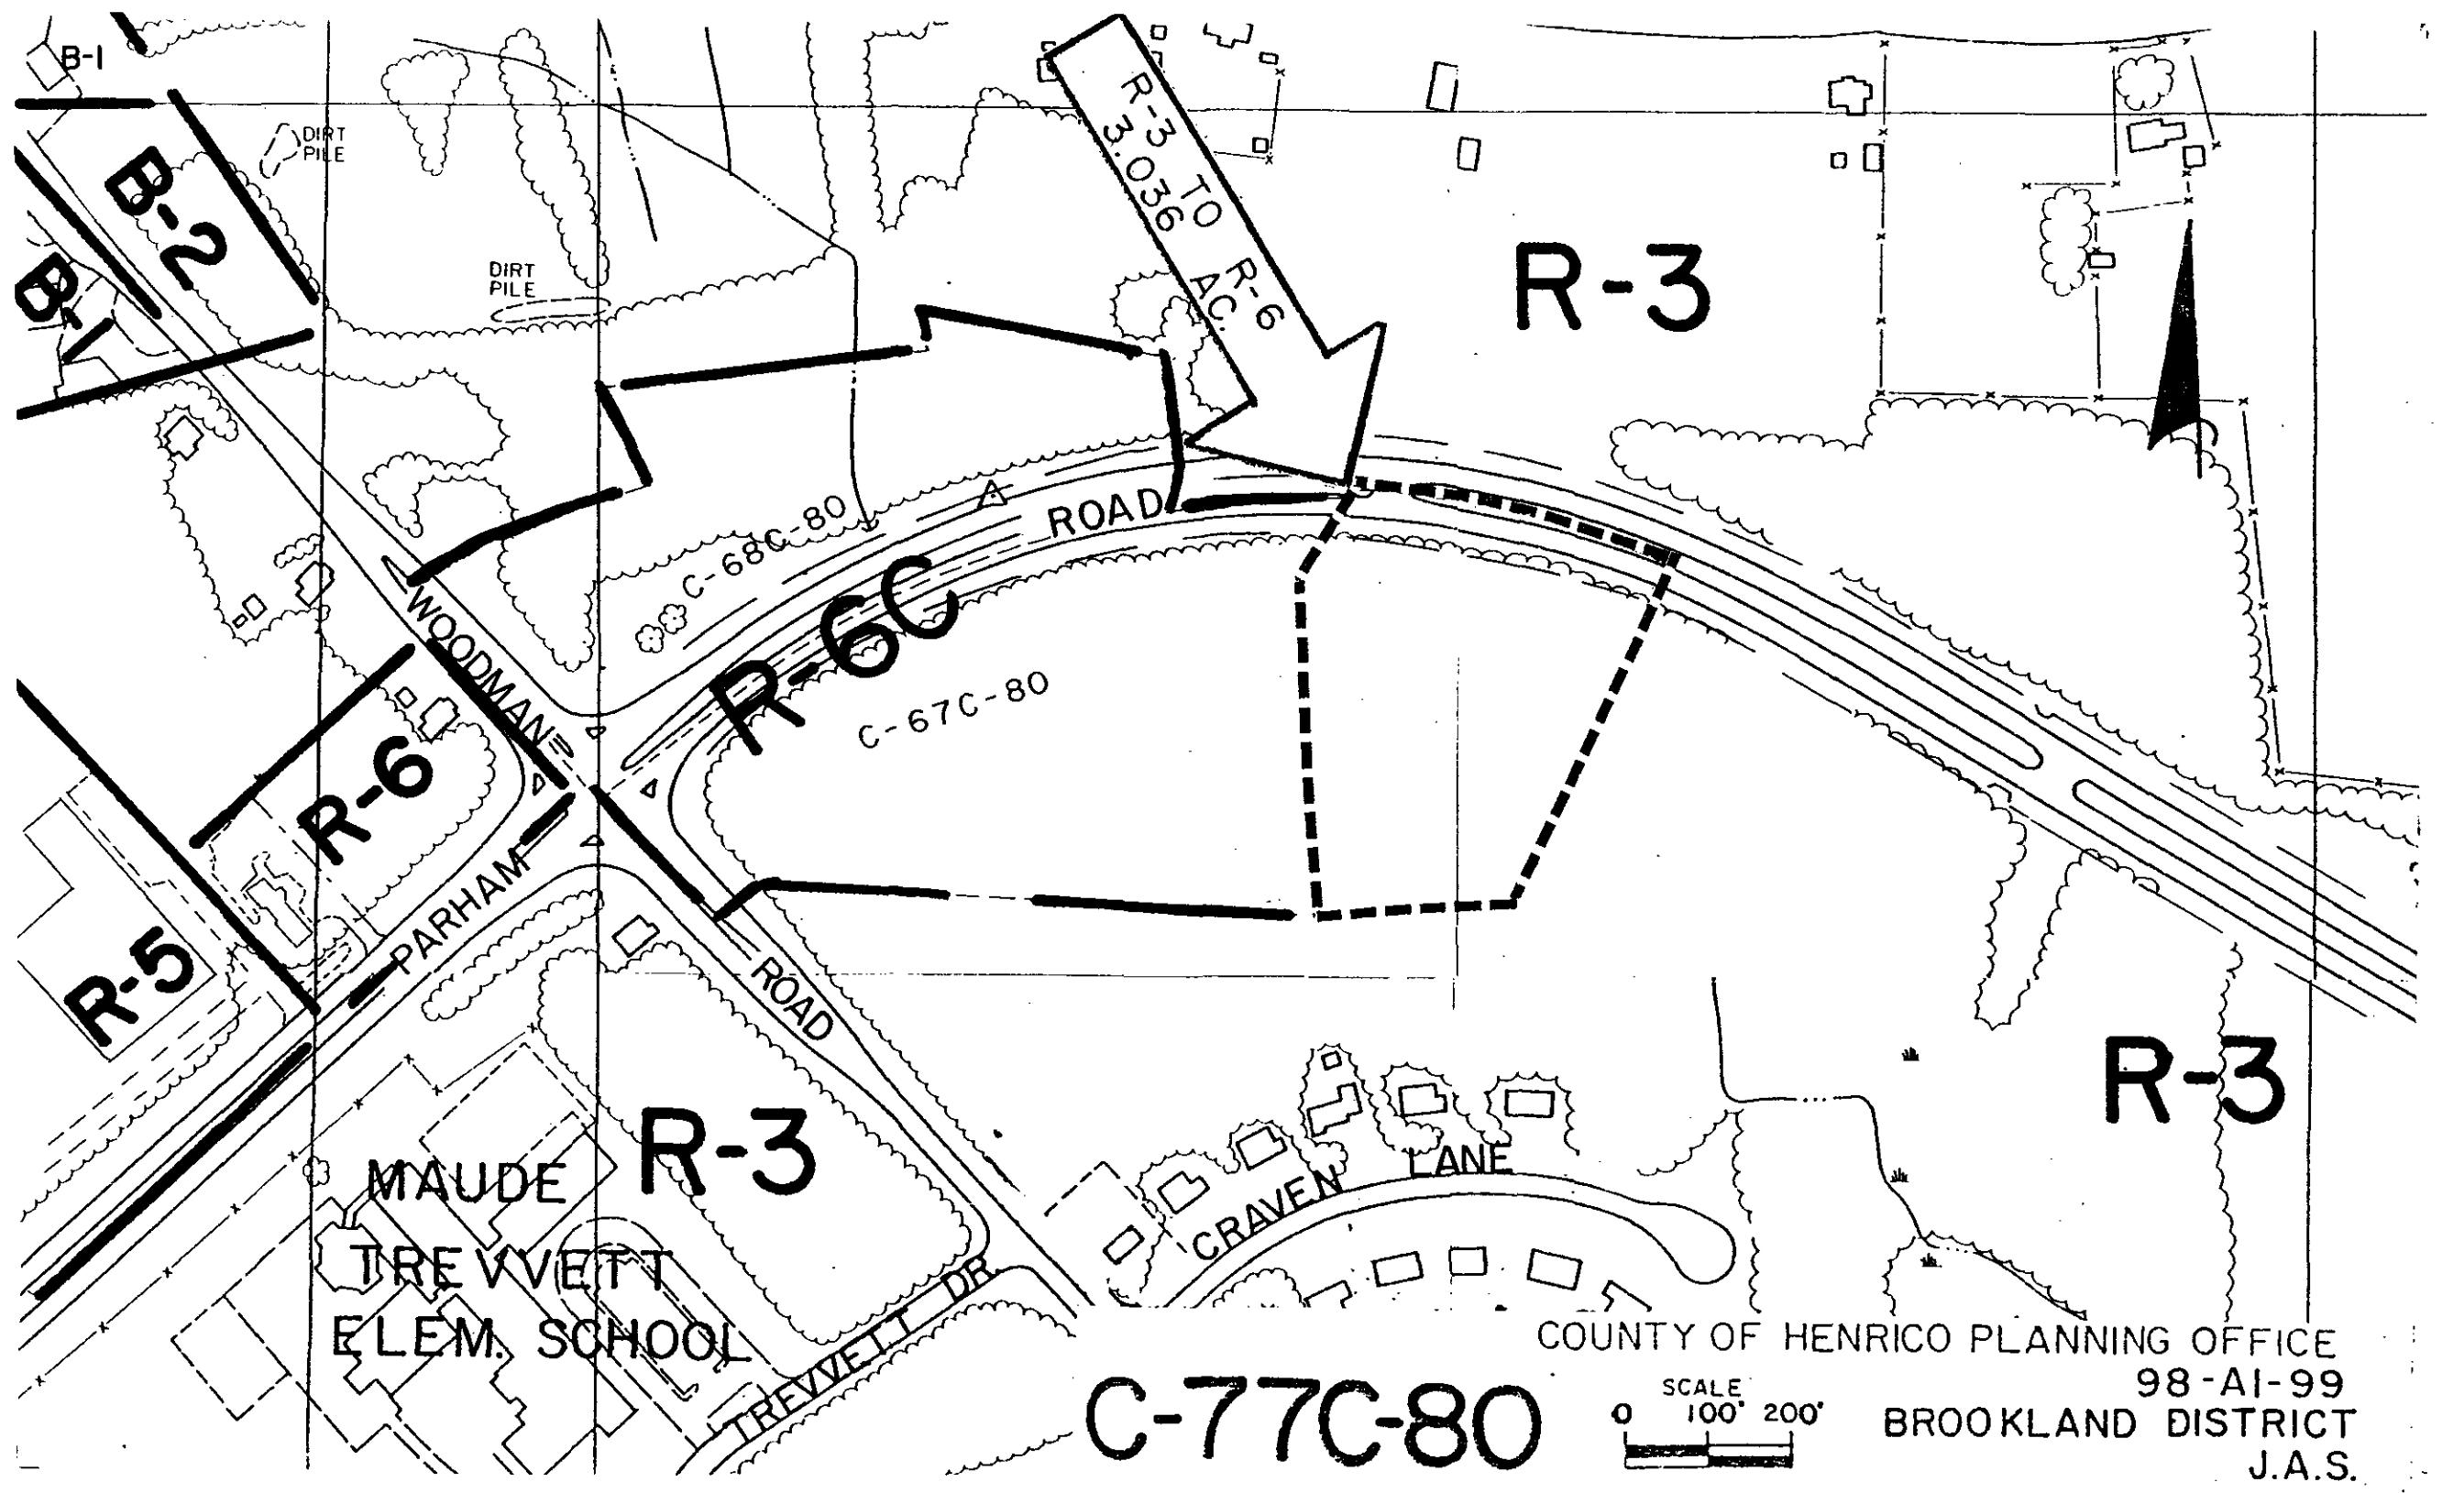 B-1
DIRT
PILE
B-2
B-1
DIRT
PILE
R-3 TO R-6
3.036 AC.
R-3
C-68C-80
ROAD
R-6C
C-67C-80
WOODMAN
R-6
PARHAM
R-5
ROAD
R-3
R-3
MAUDE
TREVVETT
ELEM. SCHOOL
TREVVETT DR.
CRAVEN LANE
COUNTY OF HENRICO PLANNING OFFICE
98-A1-99
BROOKLAND DISTRICT
J.A.S.
C-77C-80
SCALE
0 100' 200'